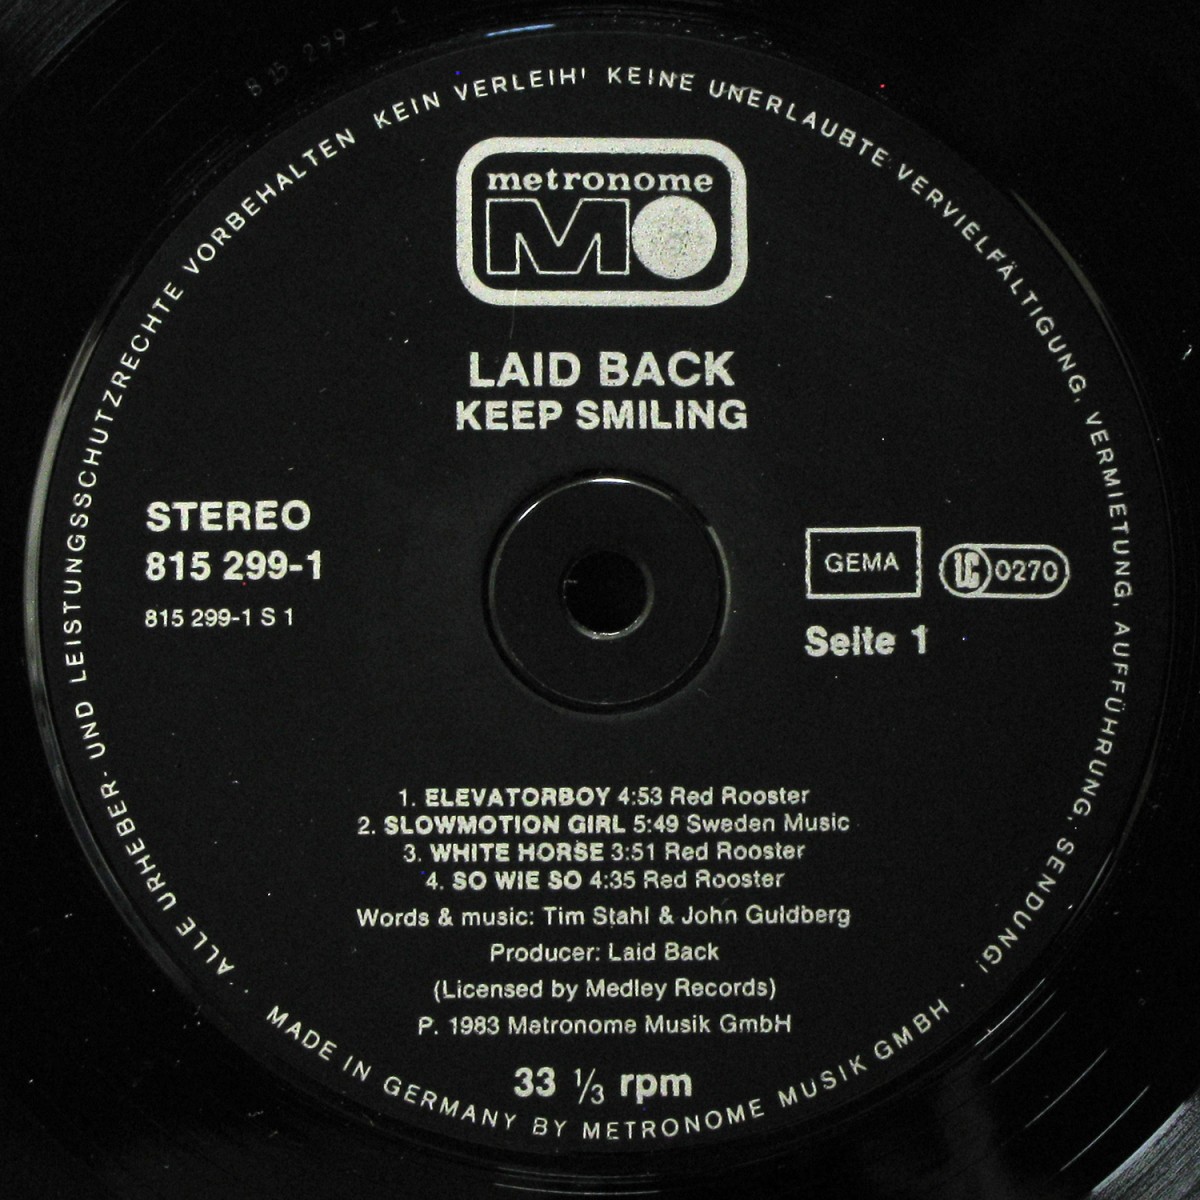 815 299-1
ALLE URHEBER- UND LEISTUNGSSCHUTZRECHTE VORBEHALTEN KEIN VERLEIH! KEINE UNERLAUBTE VERVIELFÄLTIGUNG, VERMIETUNG, AUFFÜHRUNG, SENDUNG!
metronome
MO
LAID BACK
KEEP SMILING
STEREO
815 299-1
815 299-1 S 1
GEMA
LC 0270
Seite 1
1. ELEVATORBOY 4:53 Red Rooster
2. SLOWMOTION GIRL 5:49 Sweden Music
3. WHITE HORSE 3:51 Red Rooster
4. SO WIE SO 4:35 Red Rooster
Words & music: Tim Stahl & John Guldberg
Producer: Laid Back
(Licensed by Medley Records)
P. 1983 Metronome Musik GmbH
33 ⅓ rpm
MADE IN GERMANY BY METRONOME MUSIK GMBH